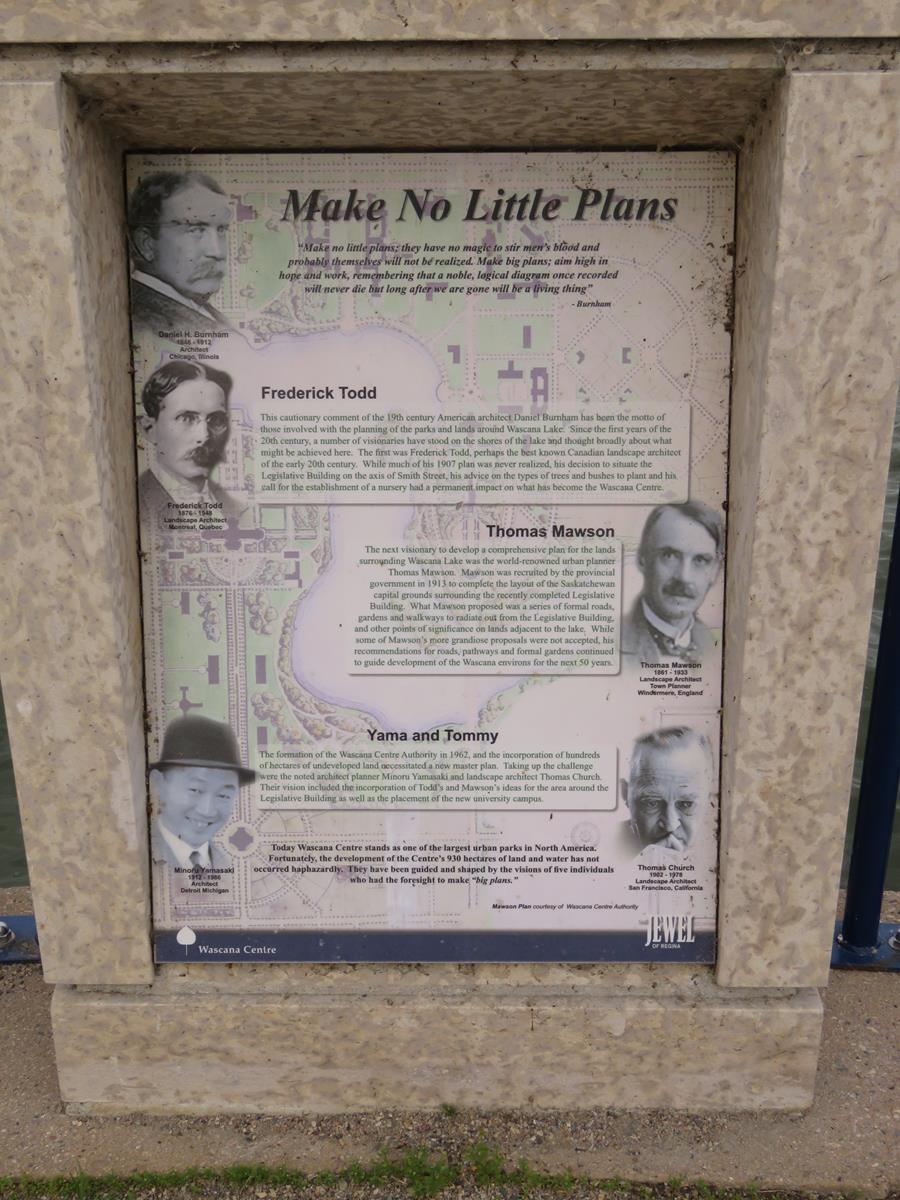 Make No Little Plans
"Make no little plans; they have no magic to stir men's blood and
probably themselves will not be realized. Make big plans; aim high in
hope and work, remembering that a noble, logical diagram once recorded
will never die but long after we are gone will be a living thing"
- Burnham
Daniel H. Burnham
1846 - 1912
Architect
Chicago, Illinois
Frederick Todd
This cautionary comment of the 19th century American architect Daniel Burnham has been the motto of
those involved with the planning of the parks and lands around Wascana Lake. Since the first years of the
20th century, a number of visionaries have stood on the shores of the lake and thought broadly about what
might be achieved here. The first was Frederick Todd, perhaps the best known Canadian landscape architect
of the early 20th century. While much of his 1907 plan was never realized, his decision to situate the
Legislative Building on the axis of Smith Street, his advice on the types of trees and bushes to plant and his
call for the establishment of a nursery had a permanent impact on what has become the Wascana Centre.
Frederick Todd
1876 - 1948
Landscape Architect
Montreal, Quebec
Thomas Mawson
The next visionary to develop a comprehensive plan for the lands
surrounding Wascana Lake was the world-renowned urban planner
Thomas Mawson. Mawson was recruited by the provincial
government in 1913 to complete the layout of the Saskatchewan
capital grounds surrounding the recently completed Legislative
Building. What Mawson proposed was a series of formal roads,
gardens and walkways to radiate out from the Legislative Building,
and other points of significance on lands adjacent to the lake. While
some of Mawson's more grandiose proposals were not accepted, his
recommendations for roads, pathways and formal gardens continued
to guide development of the Wascana environs for the next 50 years.
Thomas Mawson
1861 - 1933
Landscape Architect
Town Planner
Windermere, England
Yama and Tommy
The formation of the Wascana Centre Authority in 1962, and the incorporation of hundreds
of hectares of undeveloped land necessitated a new master plan. Taking up the challenge
were the noted architect planner Minoru Yamasaki and landscape architect Thomas Church.
Their vision included the incorporation of Todd's and Mawson's ideas for the area around the
Legislative Building as well as the placement of the new university campus.
Minoru Yamasaki
1912 - 1986
Architect
Detroit Michigan
Thomas Church
1902 - 1978
Landscape Architect
San Francisco, California
Today Wascana Centre stands as one of the largest urban parks in North America.
Fortunately, the development of the Centre's 930 hectares of land and water has not
occurred haphazardly. They have been guided and shaped by the visions of five individuals
who had the foresight to make "big plans."
Mawson Plan courtesy of Wascana Centre Authority
Wascana Centre
JEWEL
OF REGINA